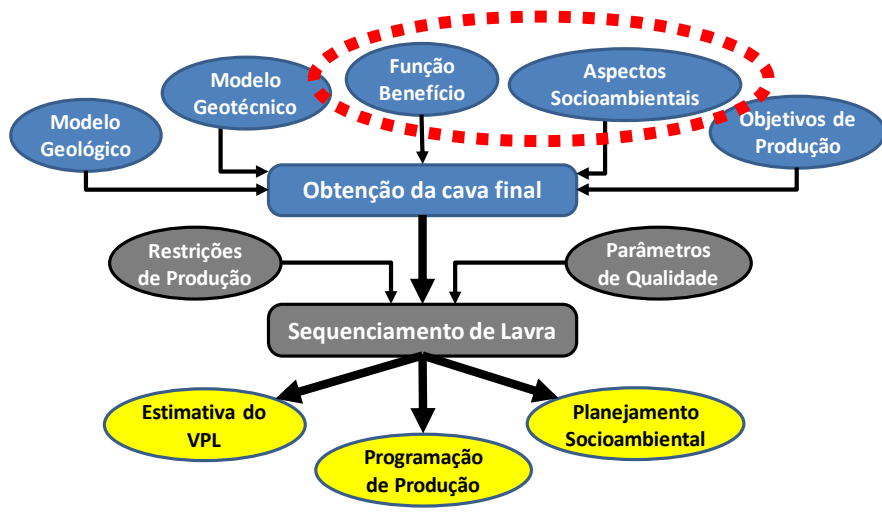 Modelo
Geológico
Modelo
Geotécnico
Função
Benefício
Aspectos
Socioambientais
Objetivos de
Produção
Obtenção da cava final
Restrições
de Produção
Parâmetros
de Qualidade
Sequenciamento de Lavra
Estimativa do
VPL
Programação
de Produção
Planejamento
Socioambiental